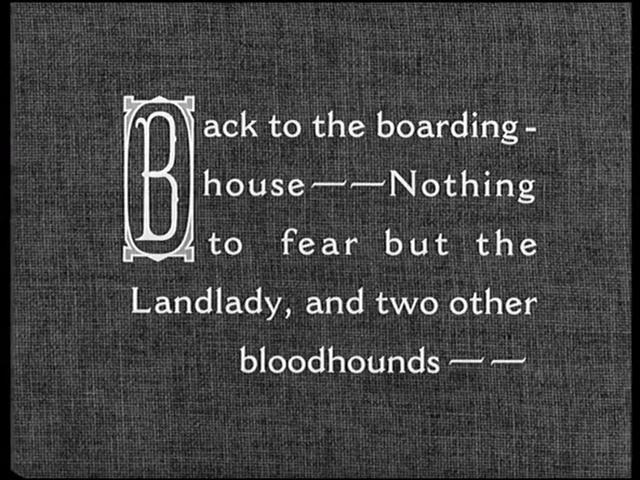 Back to the boarding-
house——Nothing
to fear but the
Landlady, and two other
bloodhounds——